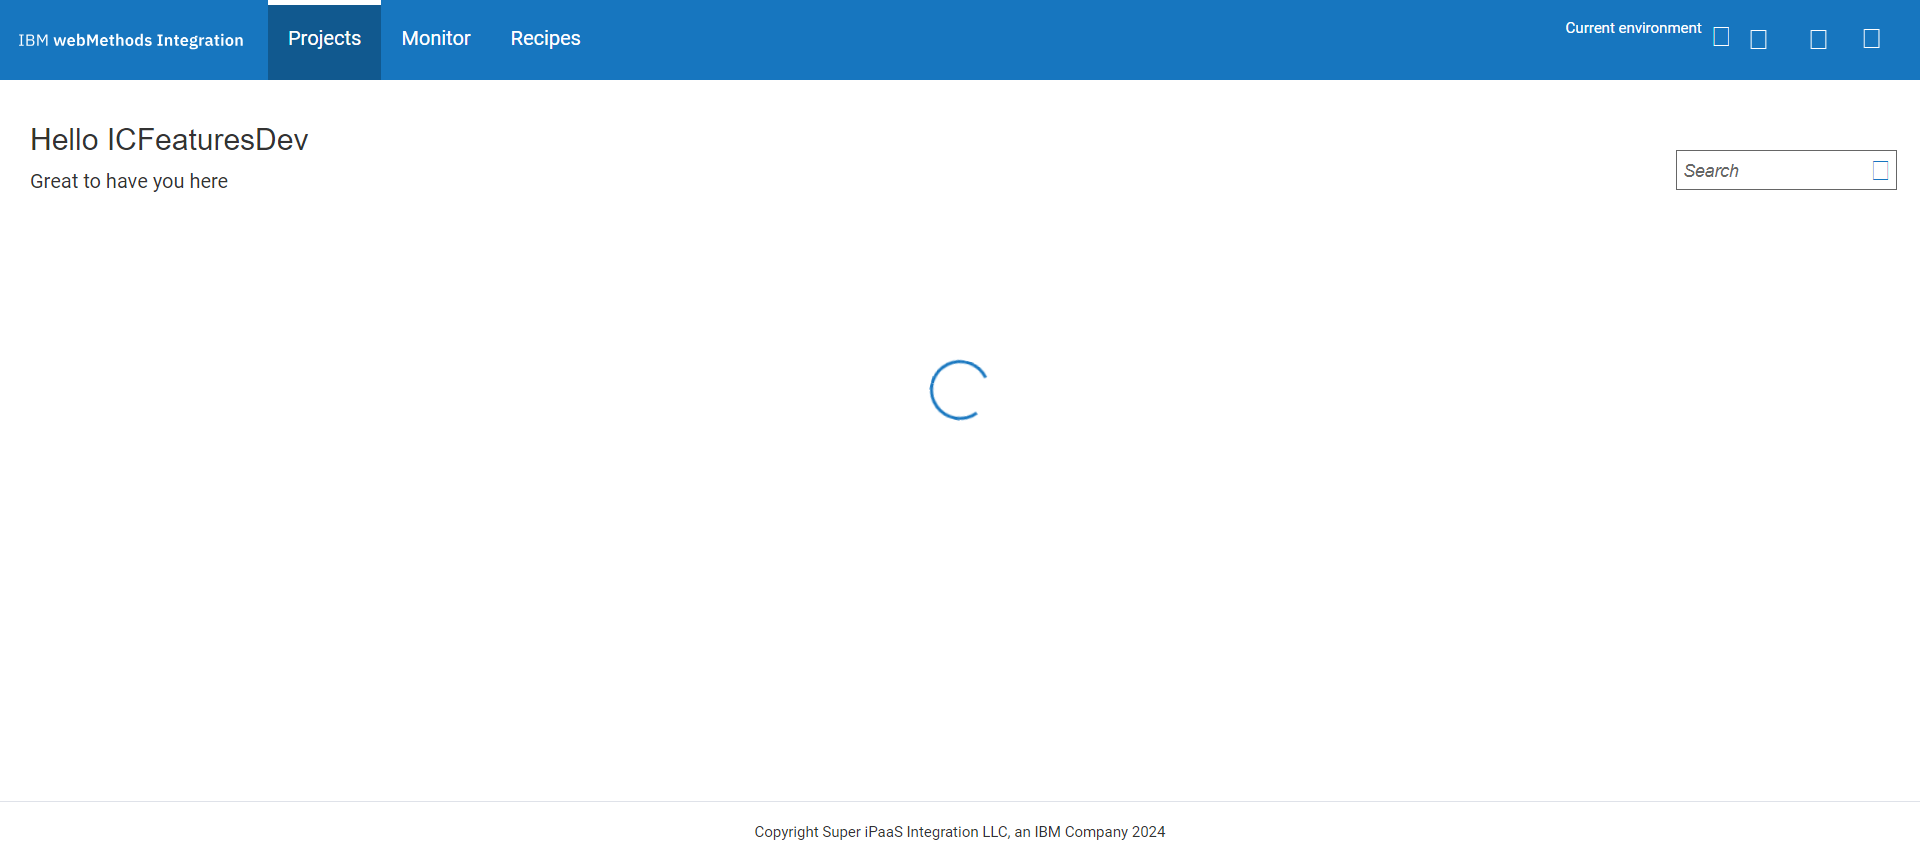 IBM webMethods Integration
Projects
Monitor
Recipes
Current environment
Hello ICFeaturesDev
Great to have you here
Search
Copyright Super iPaaS Integration LLC, an IBM Company 2024